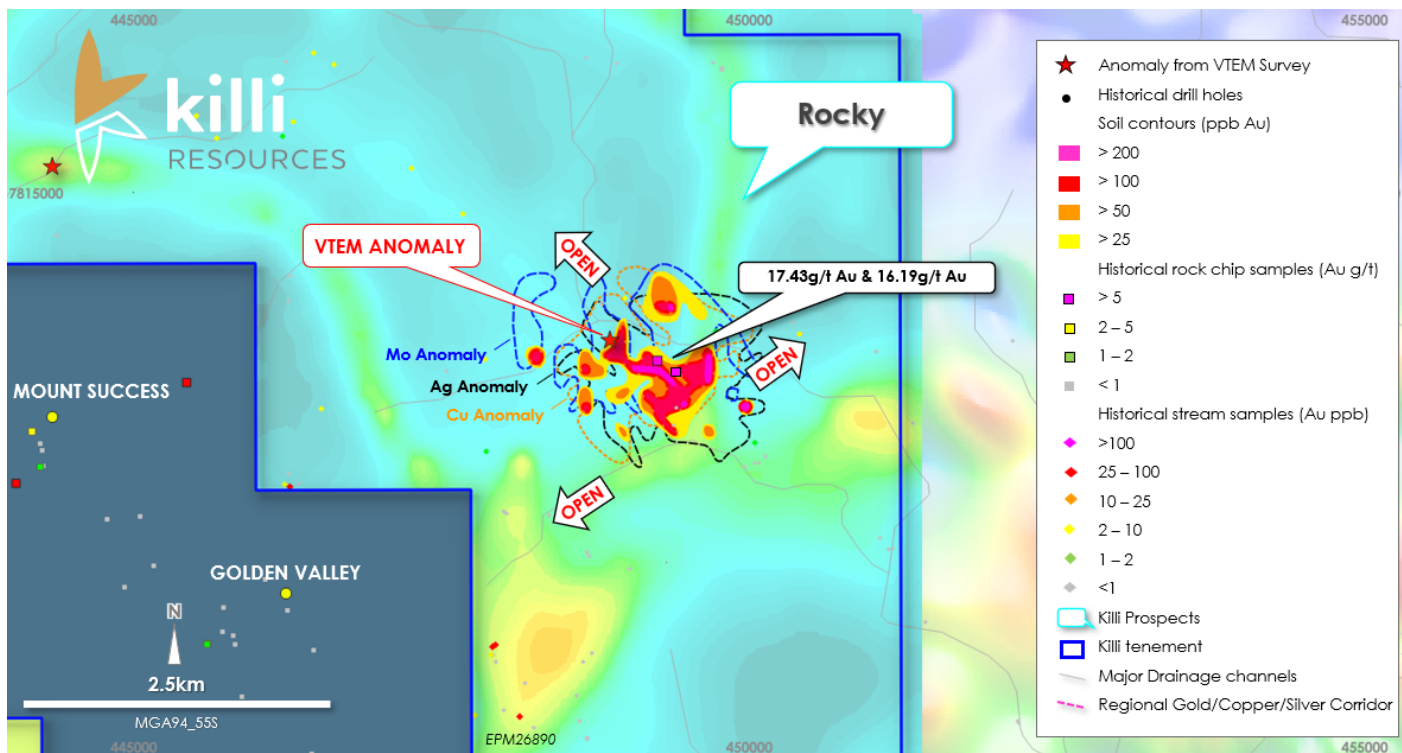 445000
450000
455000
killi
RESOURCES
7815000
Rocky
VTEM ANOMALY
OPEN
17.43g/t Au & 16.19g/t Au
Mo Anomaly
Ag Anomaly
Cu Anomaly
OPEN
OPEN
MOUNT SUCCESS
GOLDEN VALLEY
N
2.5km
MGA94_55S
EPM26890
445000
450000
455000
Anomaly from VTEM Survey
Historical drill holes
Soil contours (ppb Au)
> 200
> 100
> 50
> 25
Historical rock chip samples (Au g/t)
> 5
2 – 5
1 – 2
< 1
Historical stream samples (Au ppb)
>100
25 – 100
10 – 25
2 – 10
1 – 2
<1
Killi Prospects
Killi tenement
Major Drainage channels
Regional Gold/Copper/Silver Corridor